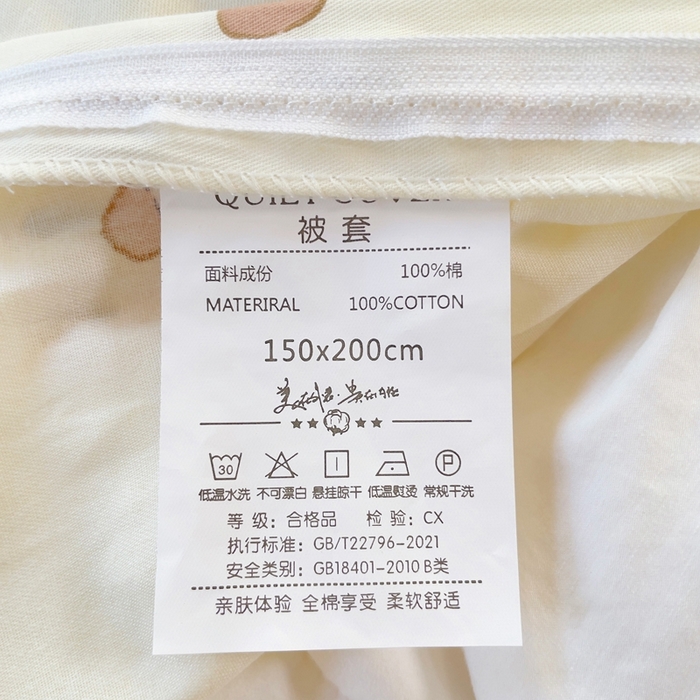 QUILT COVER
被套
面料成份 100%棉
MATERIRAL 100%COTTON
150x200cm
30 P
低温水洗 不可漂白 悬挂晾干 低温熨烫 常规干洗
等 级：合格品 检 验：CX
执行标准：GB/T22796-2021
安全类别：GB18401-2010 B类
亲肤体验 全棉享受 柔软舒适